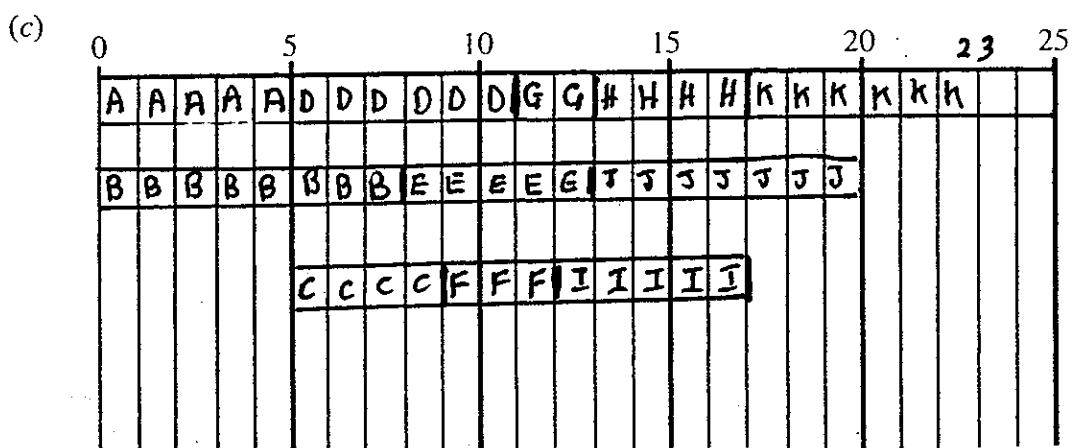 (c)
0 5 10 15 20 23 25
A A A A A D D D D D D G G H H H H K K K K K K
B B B B B B B B E E E E E J J J J J J J
C C C C F F F I I I I I